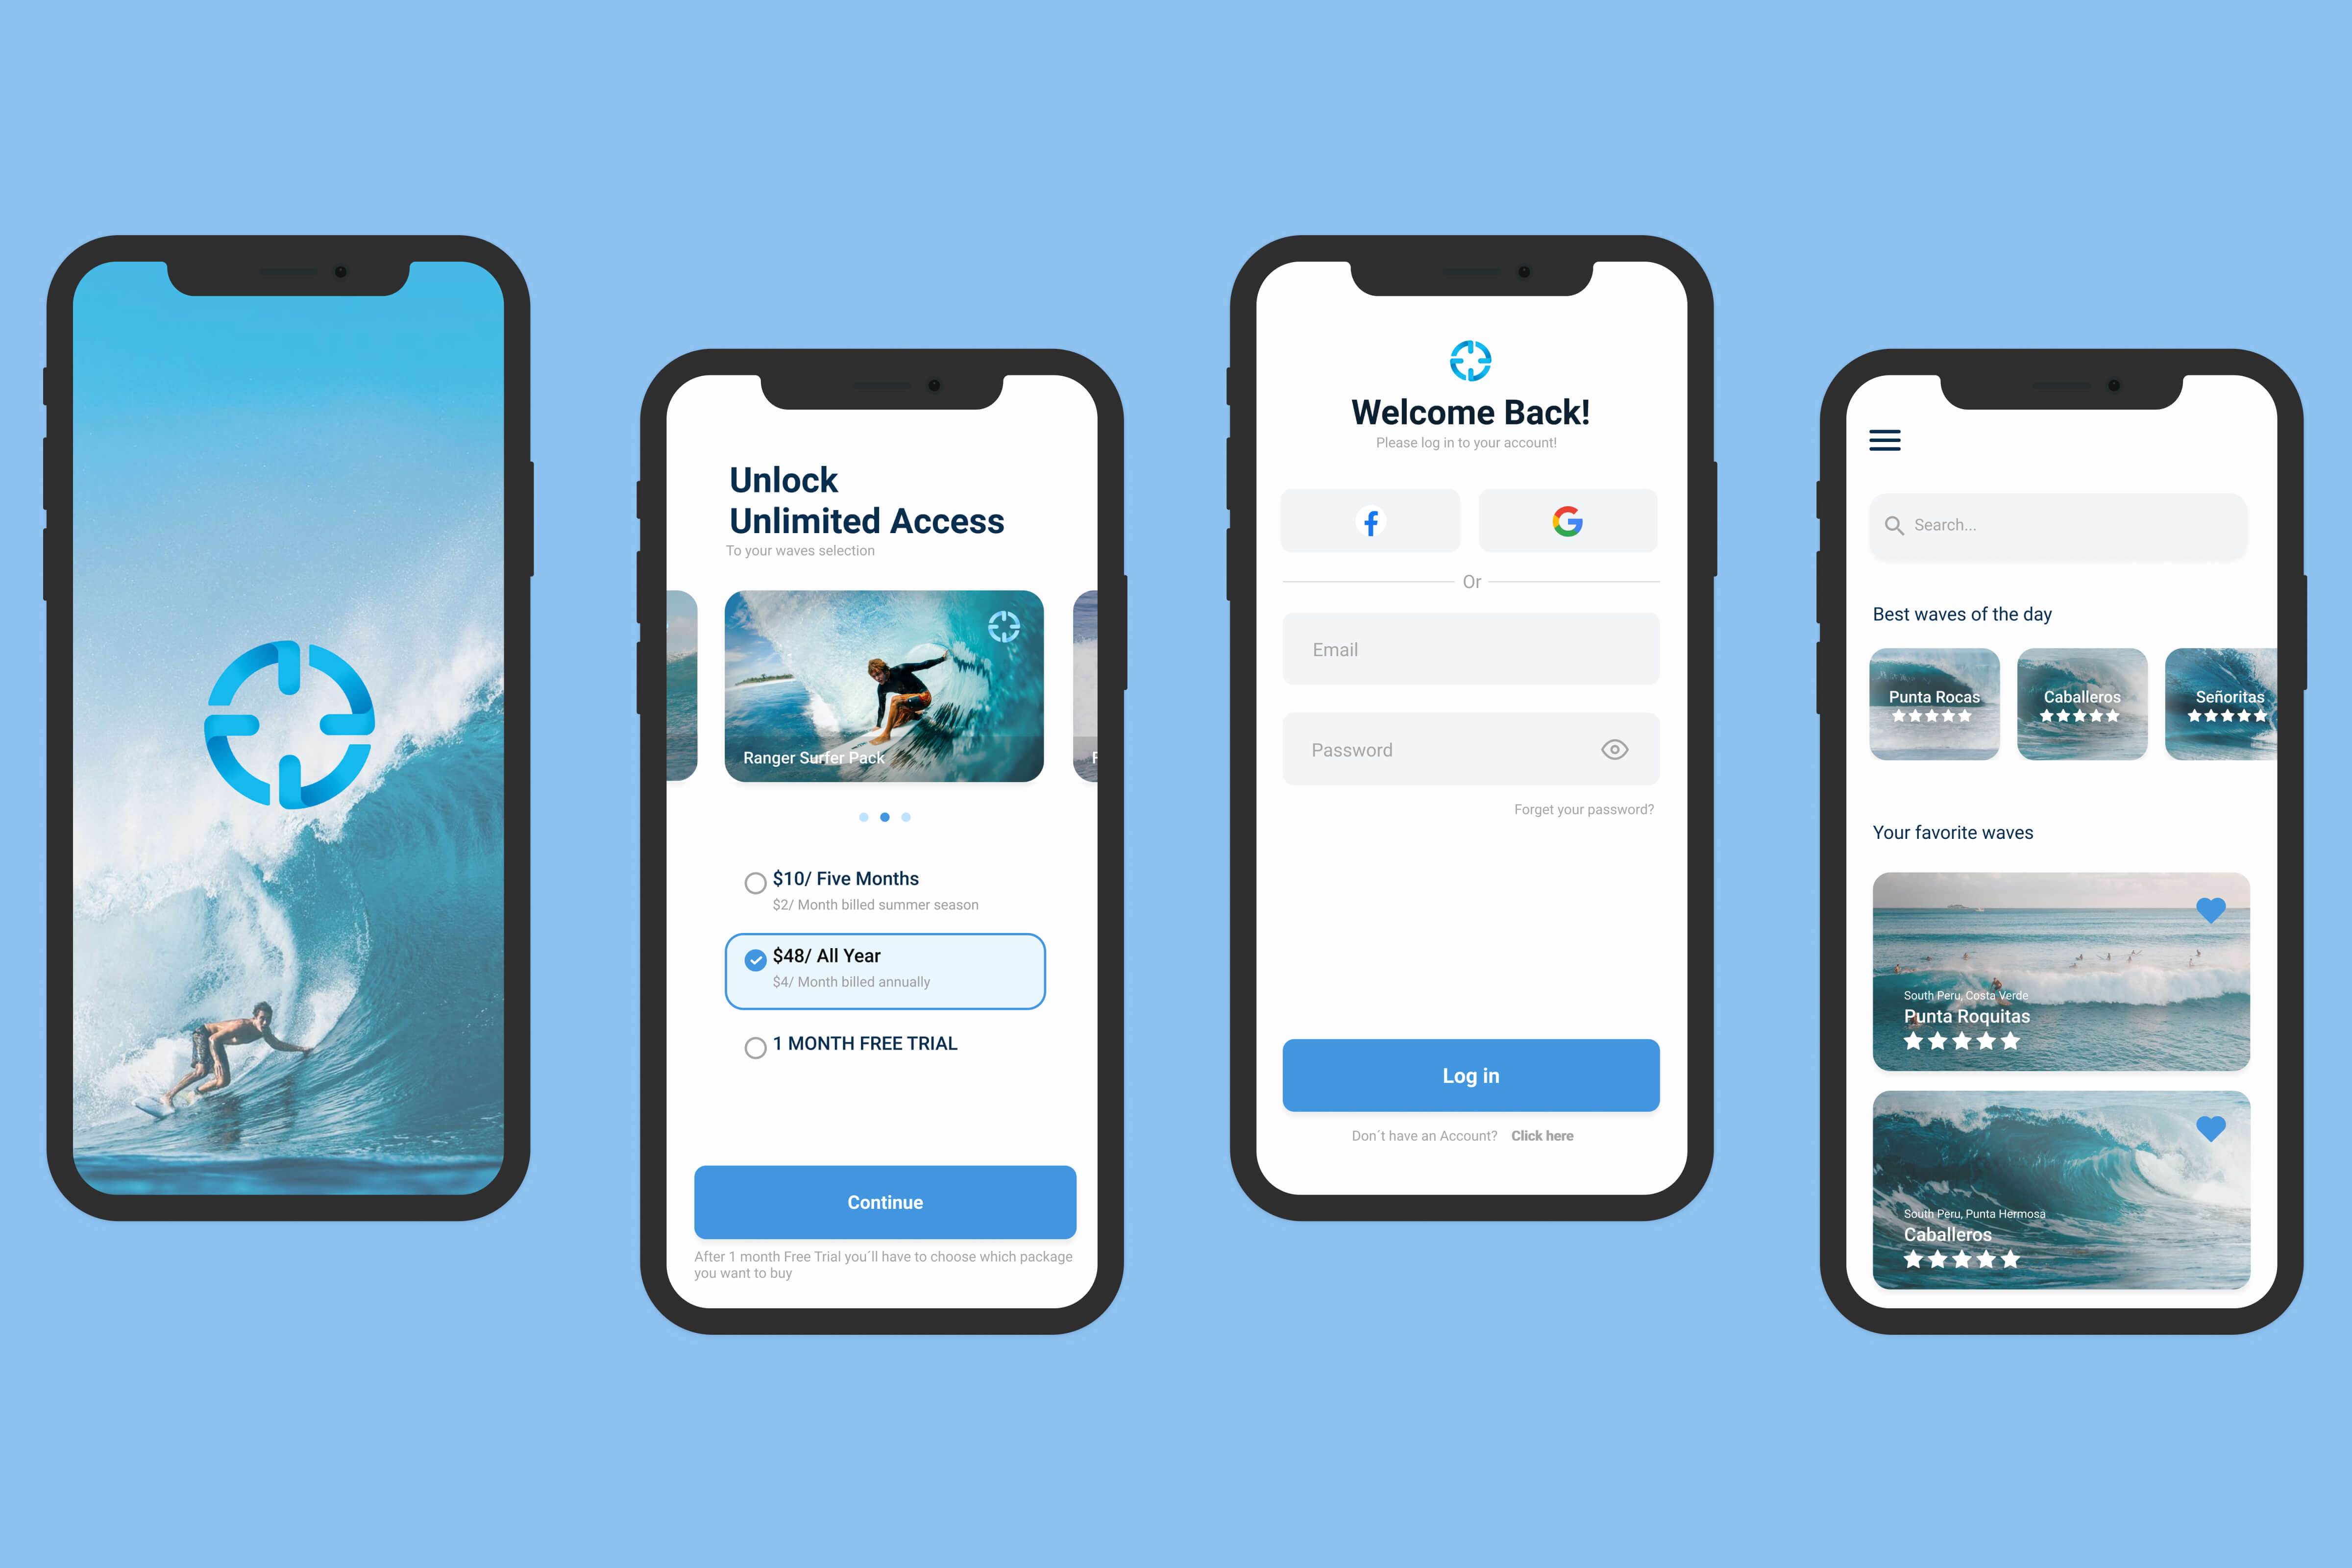 Unlock
Unlimited Access
To your waves selection
Ranger Surfer Pack
$10/ Five Months
$2/ Month billed summer season
$48/ All Year
$4/ Month billed annually
1 MONTH FREE TRIAL
Continue
After 1 month Free Trial you´ll have to choose which package
you want to buy
Welcome Back!
Please log in to your account!
Or
Email
Password
Forget your password?
Log in
Don´t have an Account? Click here
Search...
Best waves of the day
Punta Rocas
Caballeros
Señoritas
Your favorite waves
South Peru, Costa Verde
Punta Roquitas
South Peru, Punta Hermosa
Caballeros